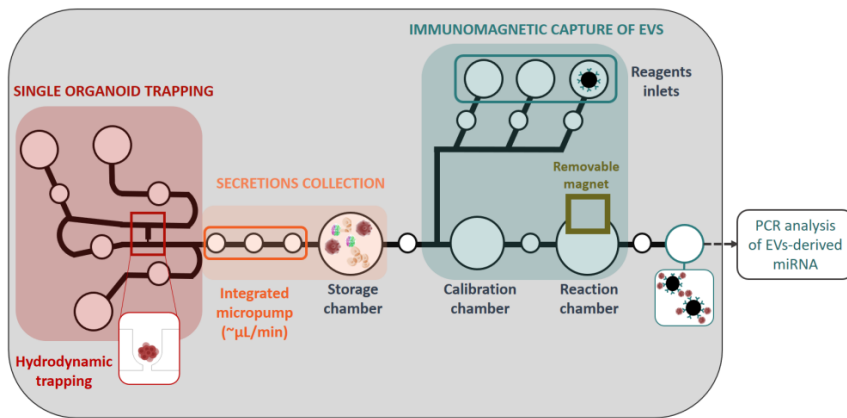 IMMUNOMAGNETIC CAPTURE OF EVS
Reagents
inlets
SINGLE ORGANOID TRAPPING
Removable
magnet
SECRETIONS COLLECTION
PCR analysis
of EVs-derived
miRNA
Integrated
micropump
(~μL/min)
Storage
chamber
Calibration
chamber
Reaction
chamber
Hydrodynamic
trapping